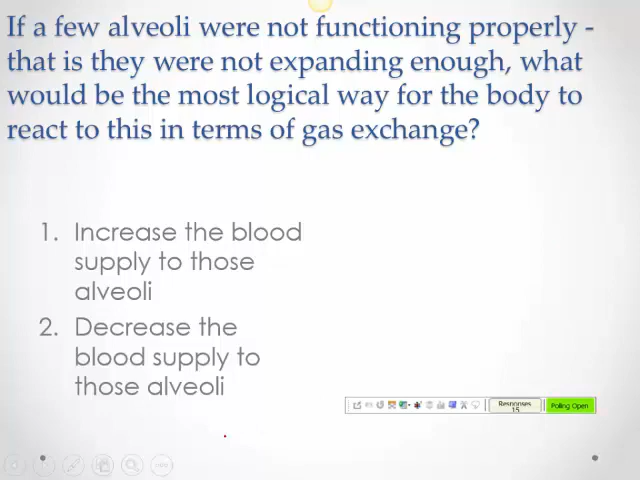 If a few alveoli were not functioning properly -
that is they were not expanding enough, what
would be the most logical way for the body to
react to this in terms of gas exchange?
1. Increase the blood
supply to those
alveoli
2. Decrease the
blood supply to
those alveoli
Responses
15
Polling Open